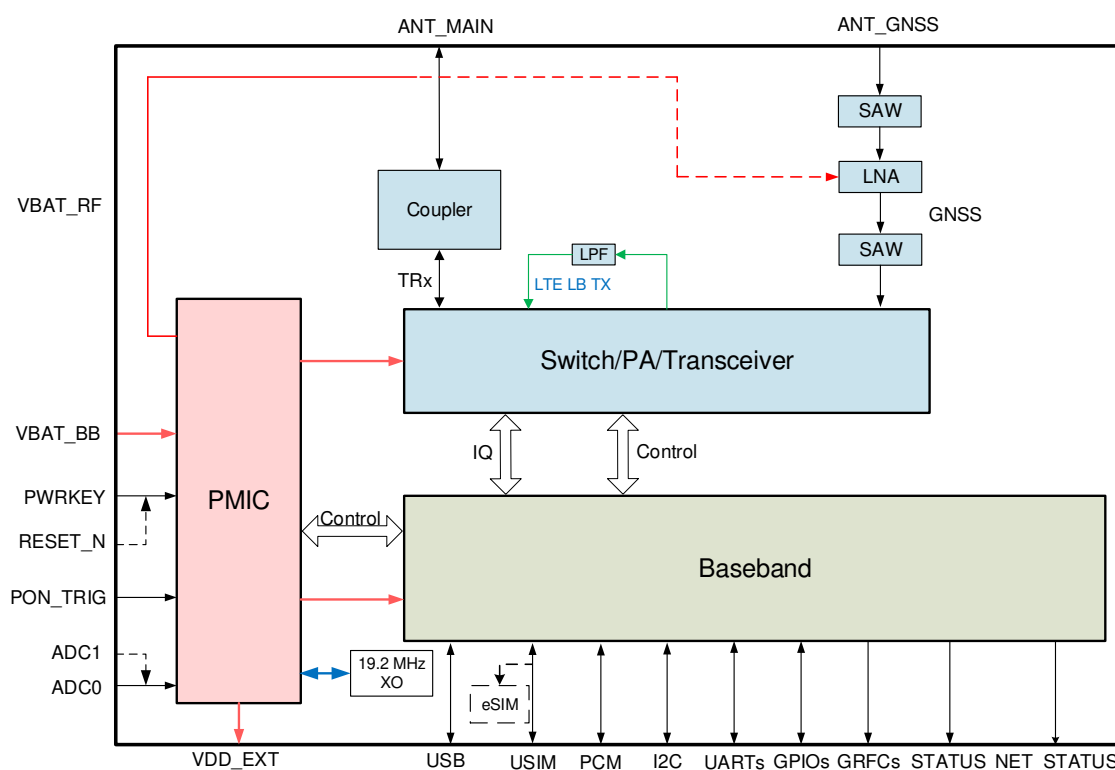 ANT_MAIN
ANT_GNSS
SAW
LNA
VBAT_RF
Coupler
GNSS
SAW
LPF
TRx
LTE LB TX
Switch/PA/Transceiver
VBAT_BB
IQ
Control
PWRKEY
PMIC
Control
RESET_N
Baseband
PON_TRIG
ADC1
19.2 MHz
XO
ADC0
eSIM
VDD_EXT
USB
USIM
PCM
I2C
UARTs
GPIOs
GRFCs
STATUS
NET
STATUS